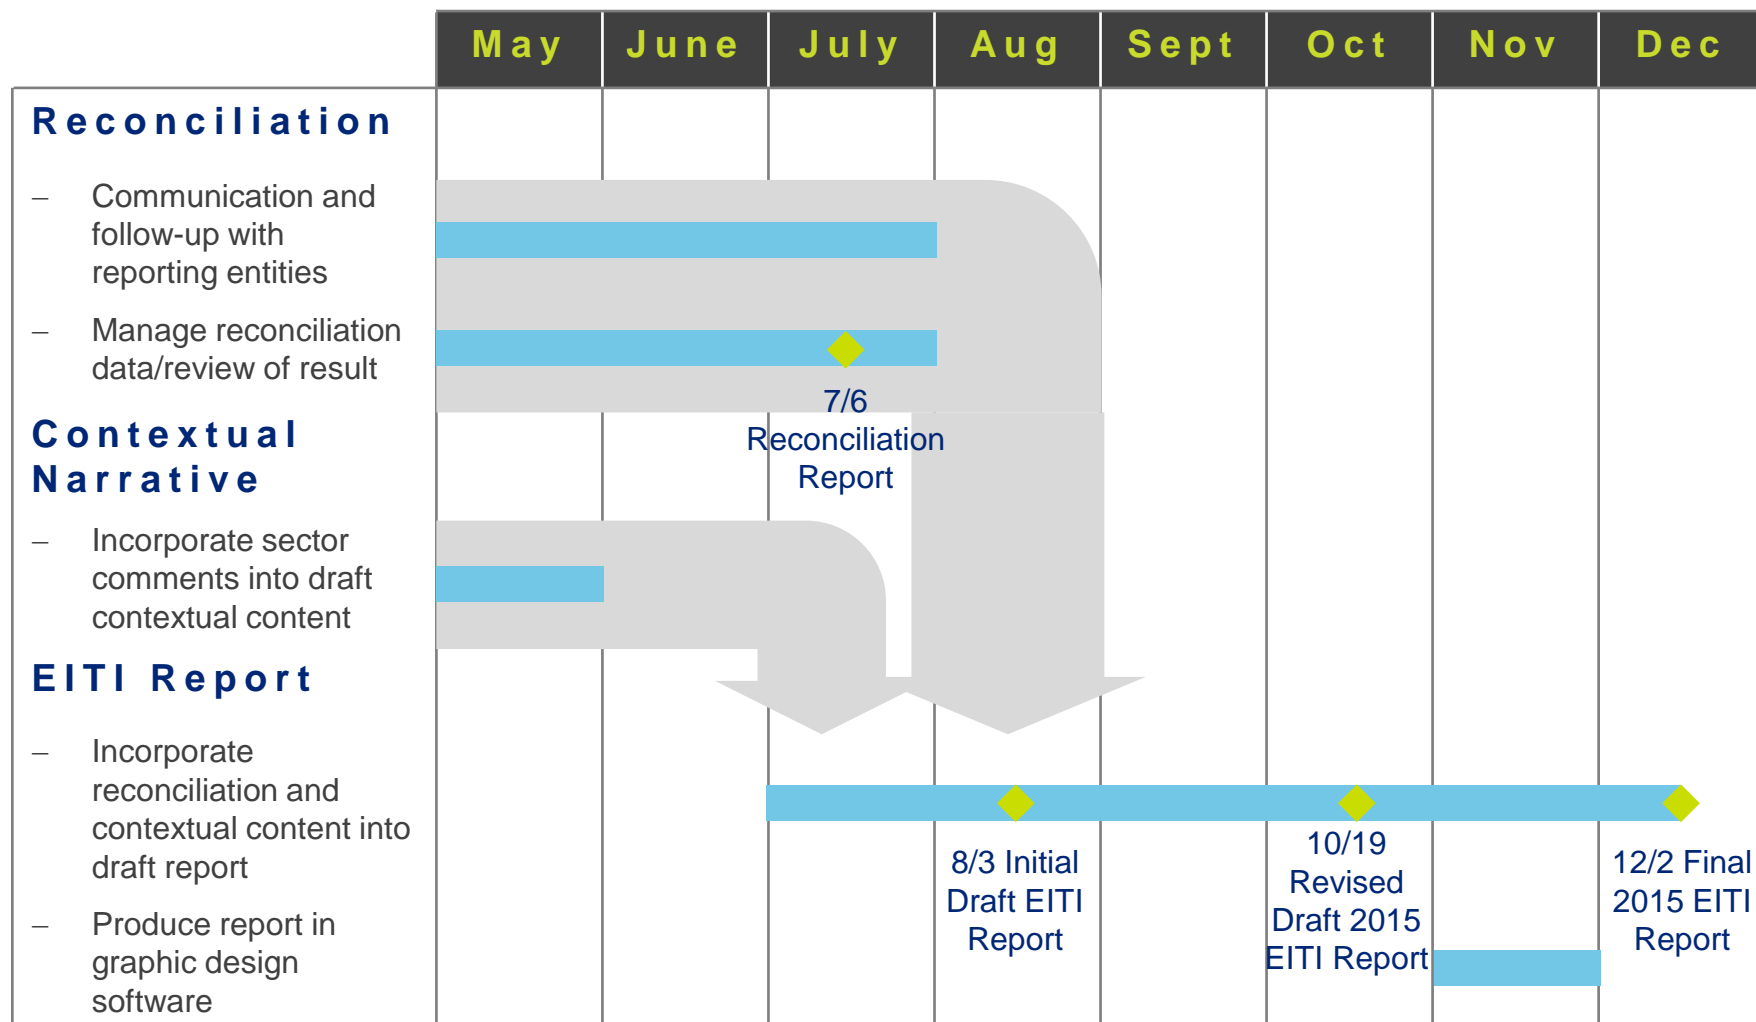 May June July Aug Sept Oct Nov Dec
Reconciliation
– Communication and
follow-up with
reporting entities
– Manage reconciliation
data/review of result
7/6
Reconciliation
Report
Contextual
Narrative
– Incorporate sector
comments into draft
contextual content
EITI Report
– Incorporate
reconciliation and
contextual content into
draft report
8/3 Initial
Draft EITI
Report
10/19
Revised
Draft 2015
EITI Report
12/2 Final
2015 EITI
Report
– Produce report in
graphic design
software